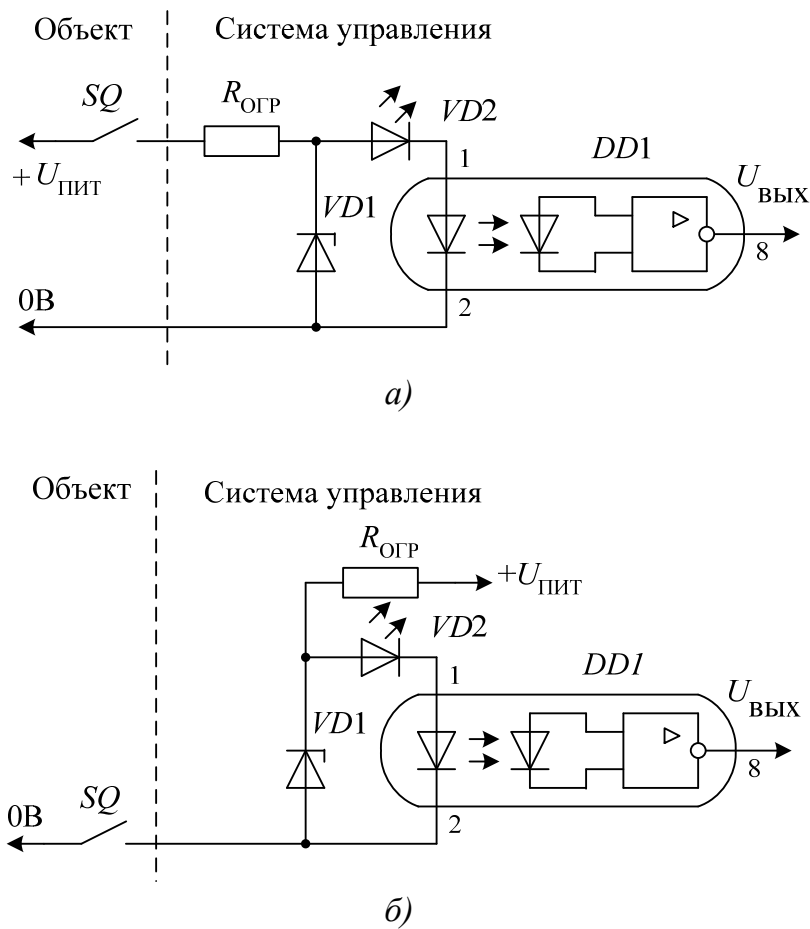 Объект Система управления
SQ RОГР VD2
1 DD1
+ UПИТ UВЫХ
VD1
8
0В
2
а)
Объект Система управления
RОГР
+UПИТ
VD2
1 DD1
UВЫХ
VD1
8
SQ
0В
2
б)